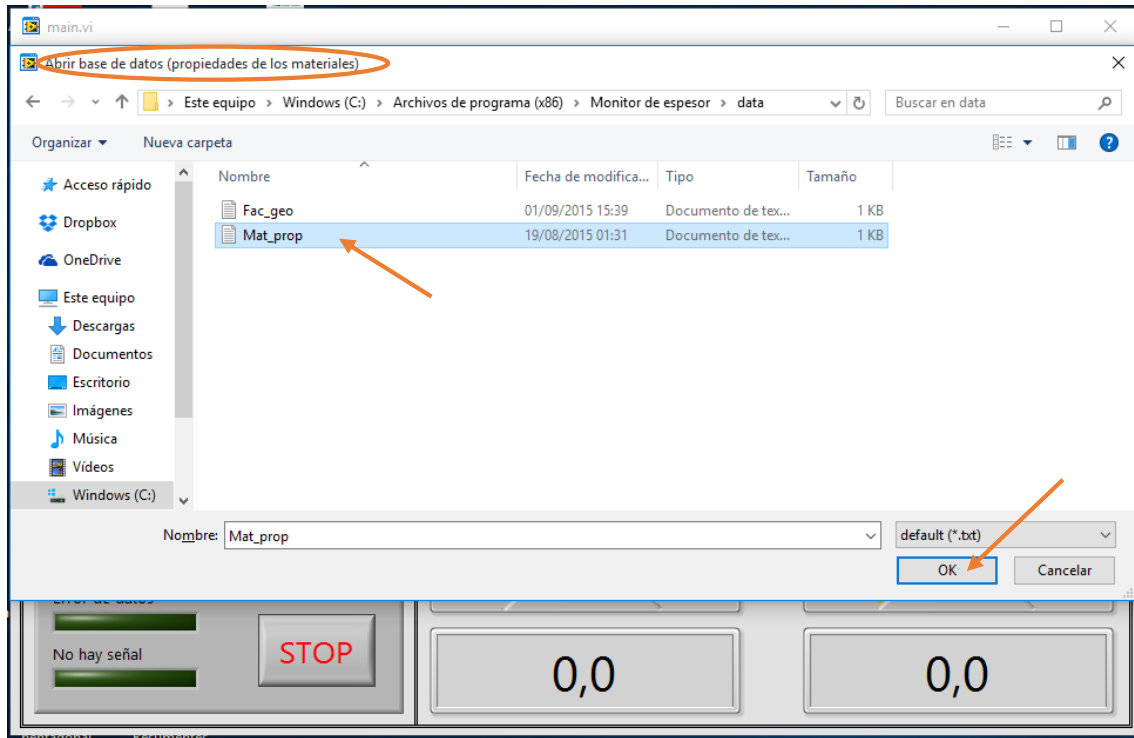 main.vi
Abrir base de datos (propiedades de los materiales)
Este equipo > Windows (C:) > Archivos de programa (x86) > Monitor de espesor > data
Buscar en data
Organizar
Nueva carpeta
Nombre
Fecha de modifica...
Tipo
Tamaño
Acceso rápido
Dropbox
OneDrive
Este equipo
Descargas
Documentos
Escritorio
Imágenes
Música
Vídeos
Windows (C:)
Fac_geo 01/09/2015 15:39 Documento de tex... 1 KB
Mat_prop 19/08/2015 01:31 Documento de tex... 1 KB
Nombre: Mat_prop
default (*.txt)
OK
Cancelar
Error de datos
No hay señal
STOP
0,0
0,0